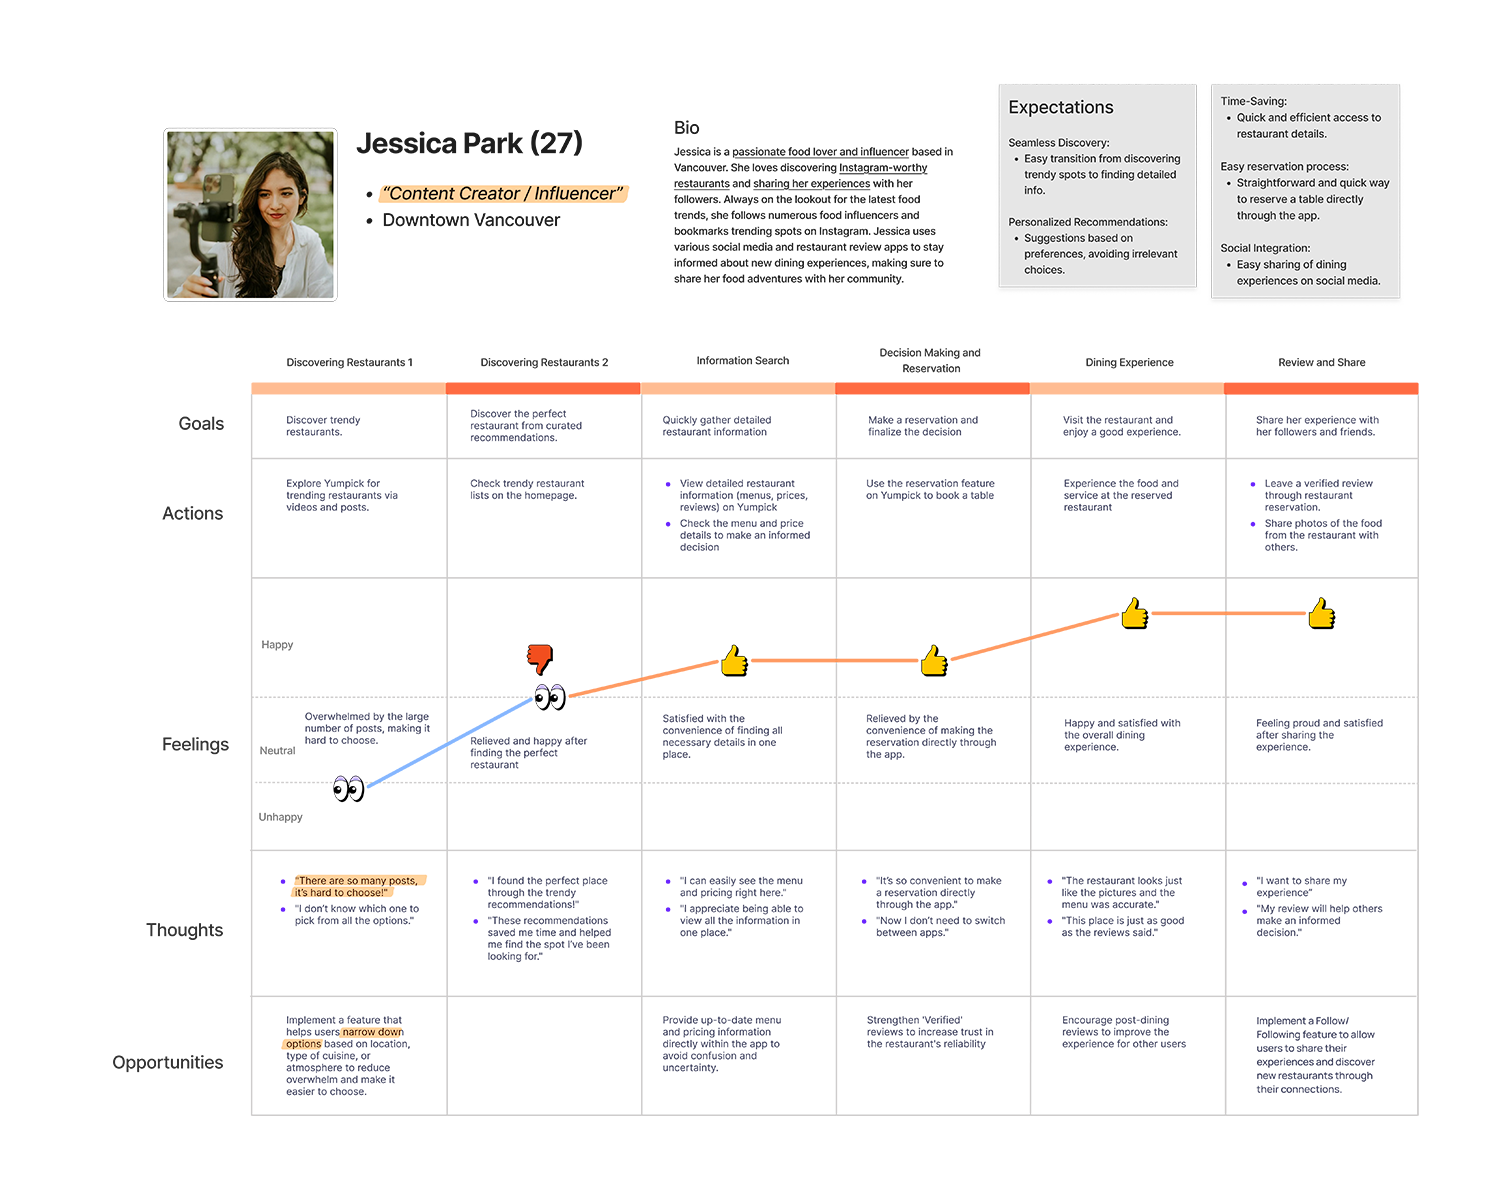 Jessica Park (27)
• “Content Creator / Influencer”
• Downtown Vancouver
Bio
Jessica is a passionate food lover and influencer based in
Vancouver. She loves discovering Instagram-worthy
restaurants and sharing her experiences with her
followers. Always on the lookout for the latest food
trends, she follows numerous food influencers and
bookmarks trending spots on Instagram. Jessica uses
various social media and restaurant review apps to stay
informed about new dining experiences, making sure to
share her food adventures with her community.
Expectations
Seamless Discovery:
• Easy transition from discovering
trendy spots to finding detailed
info.
Personalized Recommendations:
• Suggestions based on
preferences, avoiding irrelevant
choices.
Time-Saving:
• Quick and efficient access to
restaurant details.
Easy reservation process:
• Straightforward and quick way
to reserve a table directly
through the app.
Social Integration:
• Easy sharing of dining
experiences on social media.
Discovering Restaurants 1
Discovering Restaurants 2
Information Search
Decision Making and
Reservation
Dining Experience
Review and Share
Goals
Discover trendy
restaurants.
Discover the perfect
restaurant from curated
recommendations.
Quickly gather detailed
restaurant information
Make a reservation and
finalize the decision
Visit the restaurant and
enjoy a good experience.
Share her experience with
her followers and friends.
Actions
Explore Yumpick for
trending restaurants via
videos and posts.
Check trendy restaurant
lists on the homepage.
• View detailed restaurant
information (menus, prices,
reviews) on Yumpick
• Check the menu and price
details to make an informed
decision
Use the reservation feature
on Yumpick to book a table
Experience the food and
service at the reserved
restaurant
• Leave a verified review
through restaurant
reservation.
• Share photos of the food
from the restaurant with
others.
Feelings
Happy
Neutral
Unhappy
Overwhelmed by the large
number of posts, making it
hard to choose.
Relieved and happy after
finding the perfect
restaurant
Satisfied with the
convenience of finding all
necessary details in one
place.
Relieved by the
convenience of making the
reservation directly through
the app.
Happy and satisfied with
the overall dining
experience.
Feeling proud and satisfied
after sharing the
experience.
Thoughts
• "There are so many posts,
it’s hard to choose!"
• "I don’t know which one to
pick from all the options."
• "I found the perfect place
through the trendy
recommendations!"
• "These recommendations
saved me time and helped
me find the spot I’ve been
looking for."
• "I can easily see the menu
and pricing right here."
• "I appreciate being able to
view all the information in
one place."
• "It’s so convenient to make
a reservation directly
through the app."
• "Now I don’t need to switch
between apps."
• "The restaurant looks just
like the pictures and the
menu was accurate."
• "This place is just as good
as the reviews said."
• "I want to share my
experience"
• "My review will help others
make an informed
decision."
Opportunities
Implement a feature that
helps users narrow down
options based on location,
type of cuisine, or
atmosphere to reduce
overwhelm and make it
easier to choose.
Provide up-to-date menu
and pricing information
directly within the app to
avoid confusion and
uncertainty.
Strengthen 'Verified'
reviews to increase trust in
the restaurant's reliability
Encourage post-dining
reviews to improve the
experience for other users
Implement a Follow/
Following feature to allow
users to share their
experiences and discover
new restaurants through
their connections.